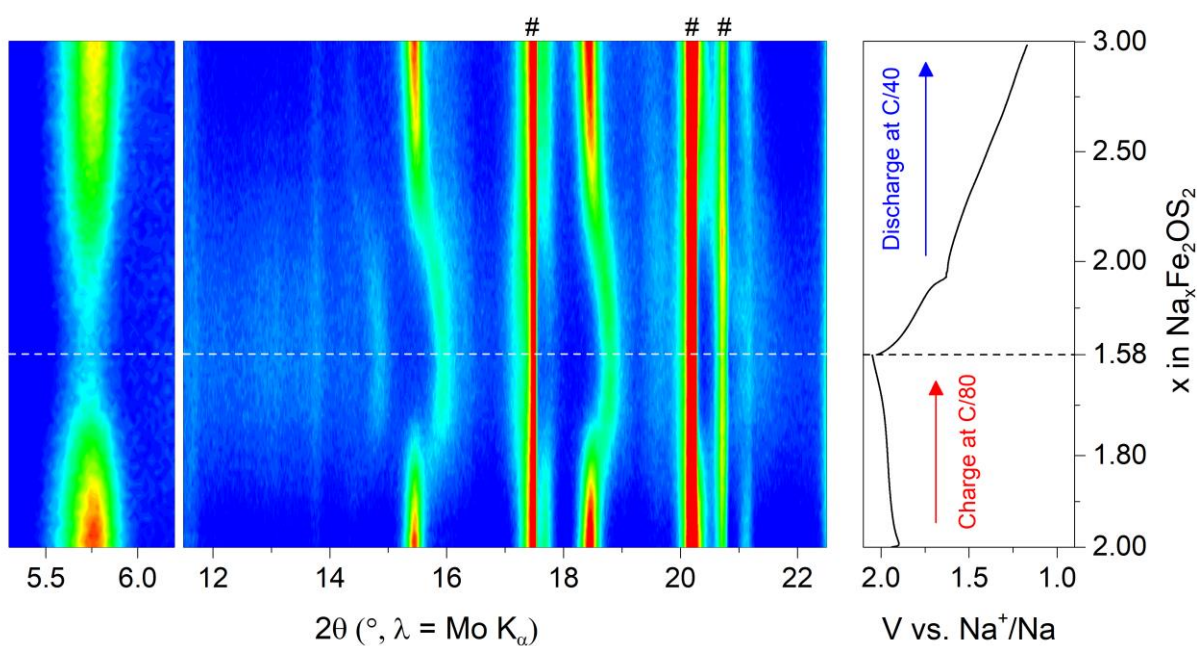 # # #
3.00
2.50
2.00
1.58
1.80
2.00
Discharge at C/40
Charge at C/80
x in NaₓFe₂OS₂
5.5 6.0 12 14 16 18 20 22 2.0 1.5 1.0
2θ (°, λ = Mo Kα) V vs. Na⁺/Na